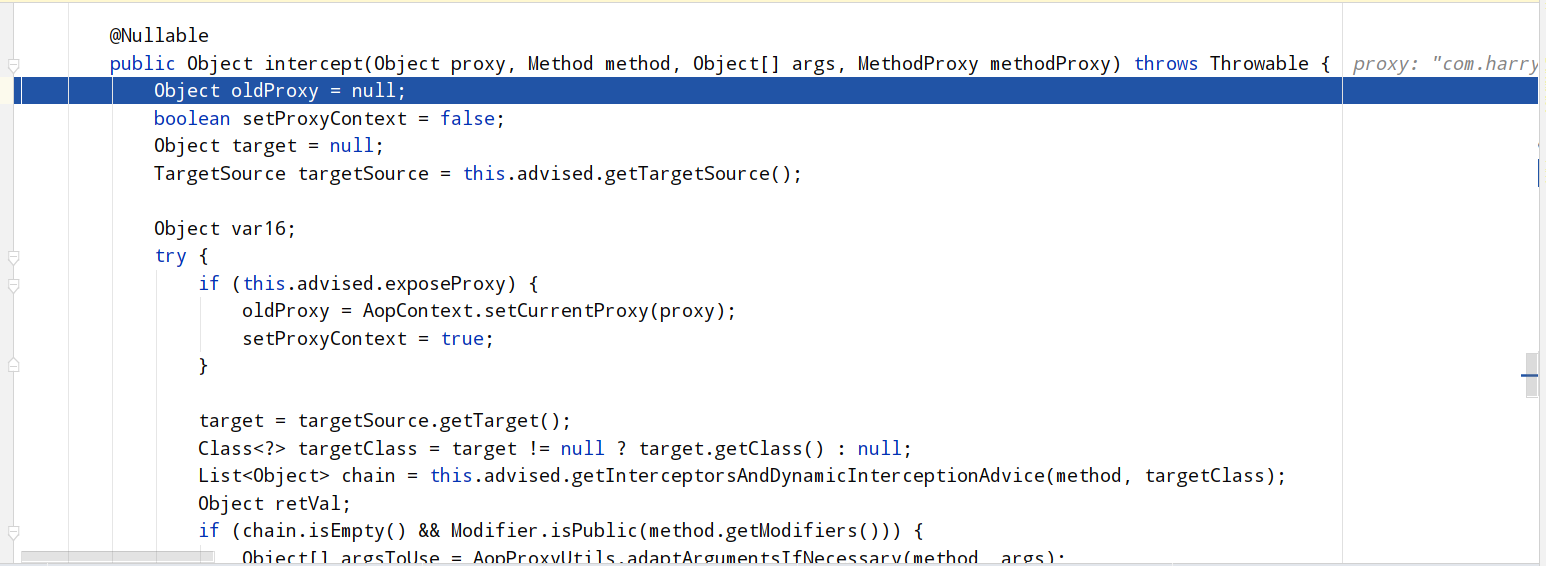 @Nullable
public Object intercept(Object proxy, Method method, Object[] args, MethodProxy methodProxy) throws Throwable { proxy: "com.harry
Object oldProxy = null;
boolean setProxyContext = false;
Object target = null;
TargetSource targetSource = this.advised.getTargetSource();
Object var16;
try {
if (this.advised.exposeProxy) {
oldProxy = AopContext.setCurrentProxy(proxy);
setProxyContext = true;
}
target = targetSource.getTarget();
Class<?> targetClass = target != null ? target.getClass() : null;
List<Object> chain = this.advised.getInterceptorsAndDynamicInterceptionAdvice(method, targetClass);
Object retVal;
if (chain.isEmpty() && Modifier.isPublic(method.getModifiers())) {
Object[] argsToUse = AopProxyUtils.adaptArgumentsIfNecessary(method, args);